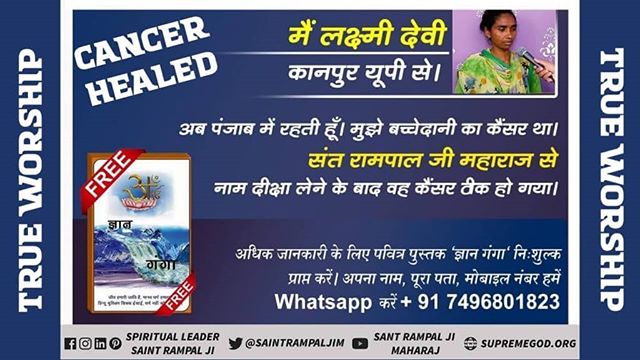 TRUE WORSHIP
CANCER
HEALED
मैं लक्ष्मी देवी
कानपुर यूपी से।
अब पंजाब में रहती हूँ। मुझे बच्चेदानी का कैंसर था।
संत रामपाल जी महाराज से
नाम दीक्षा लेने के बाद वह कैंसर ठीक हो गया।
FREE
ज्ञान
गंगा
FREE
अधिक जानकारी के लिए पवित्र पुस्तक 'ज्ञान गंगा' निःशुल्क
प्राप्त करें। अपना नाम, पूरा पता, मोबाइल नंबर हमें
Whatsapp करें + 91 7496801823
TRUE WORSHIP
SPIRITUAL LEADER
SAINT RAMPAL JI
@SAINTRAMPALJIM
SANT RAMPAL JI
MAHARAJ
SUPREMEGOD.ORG